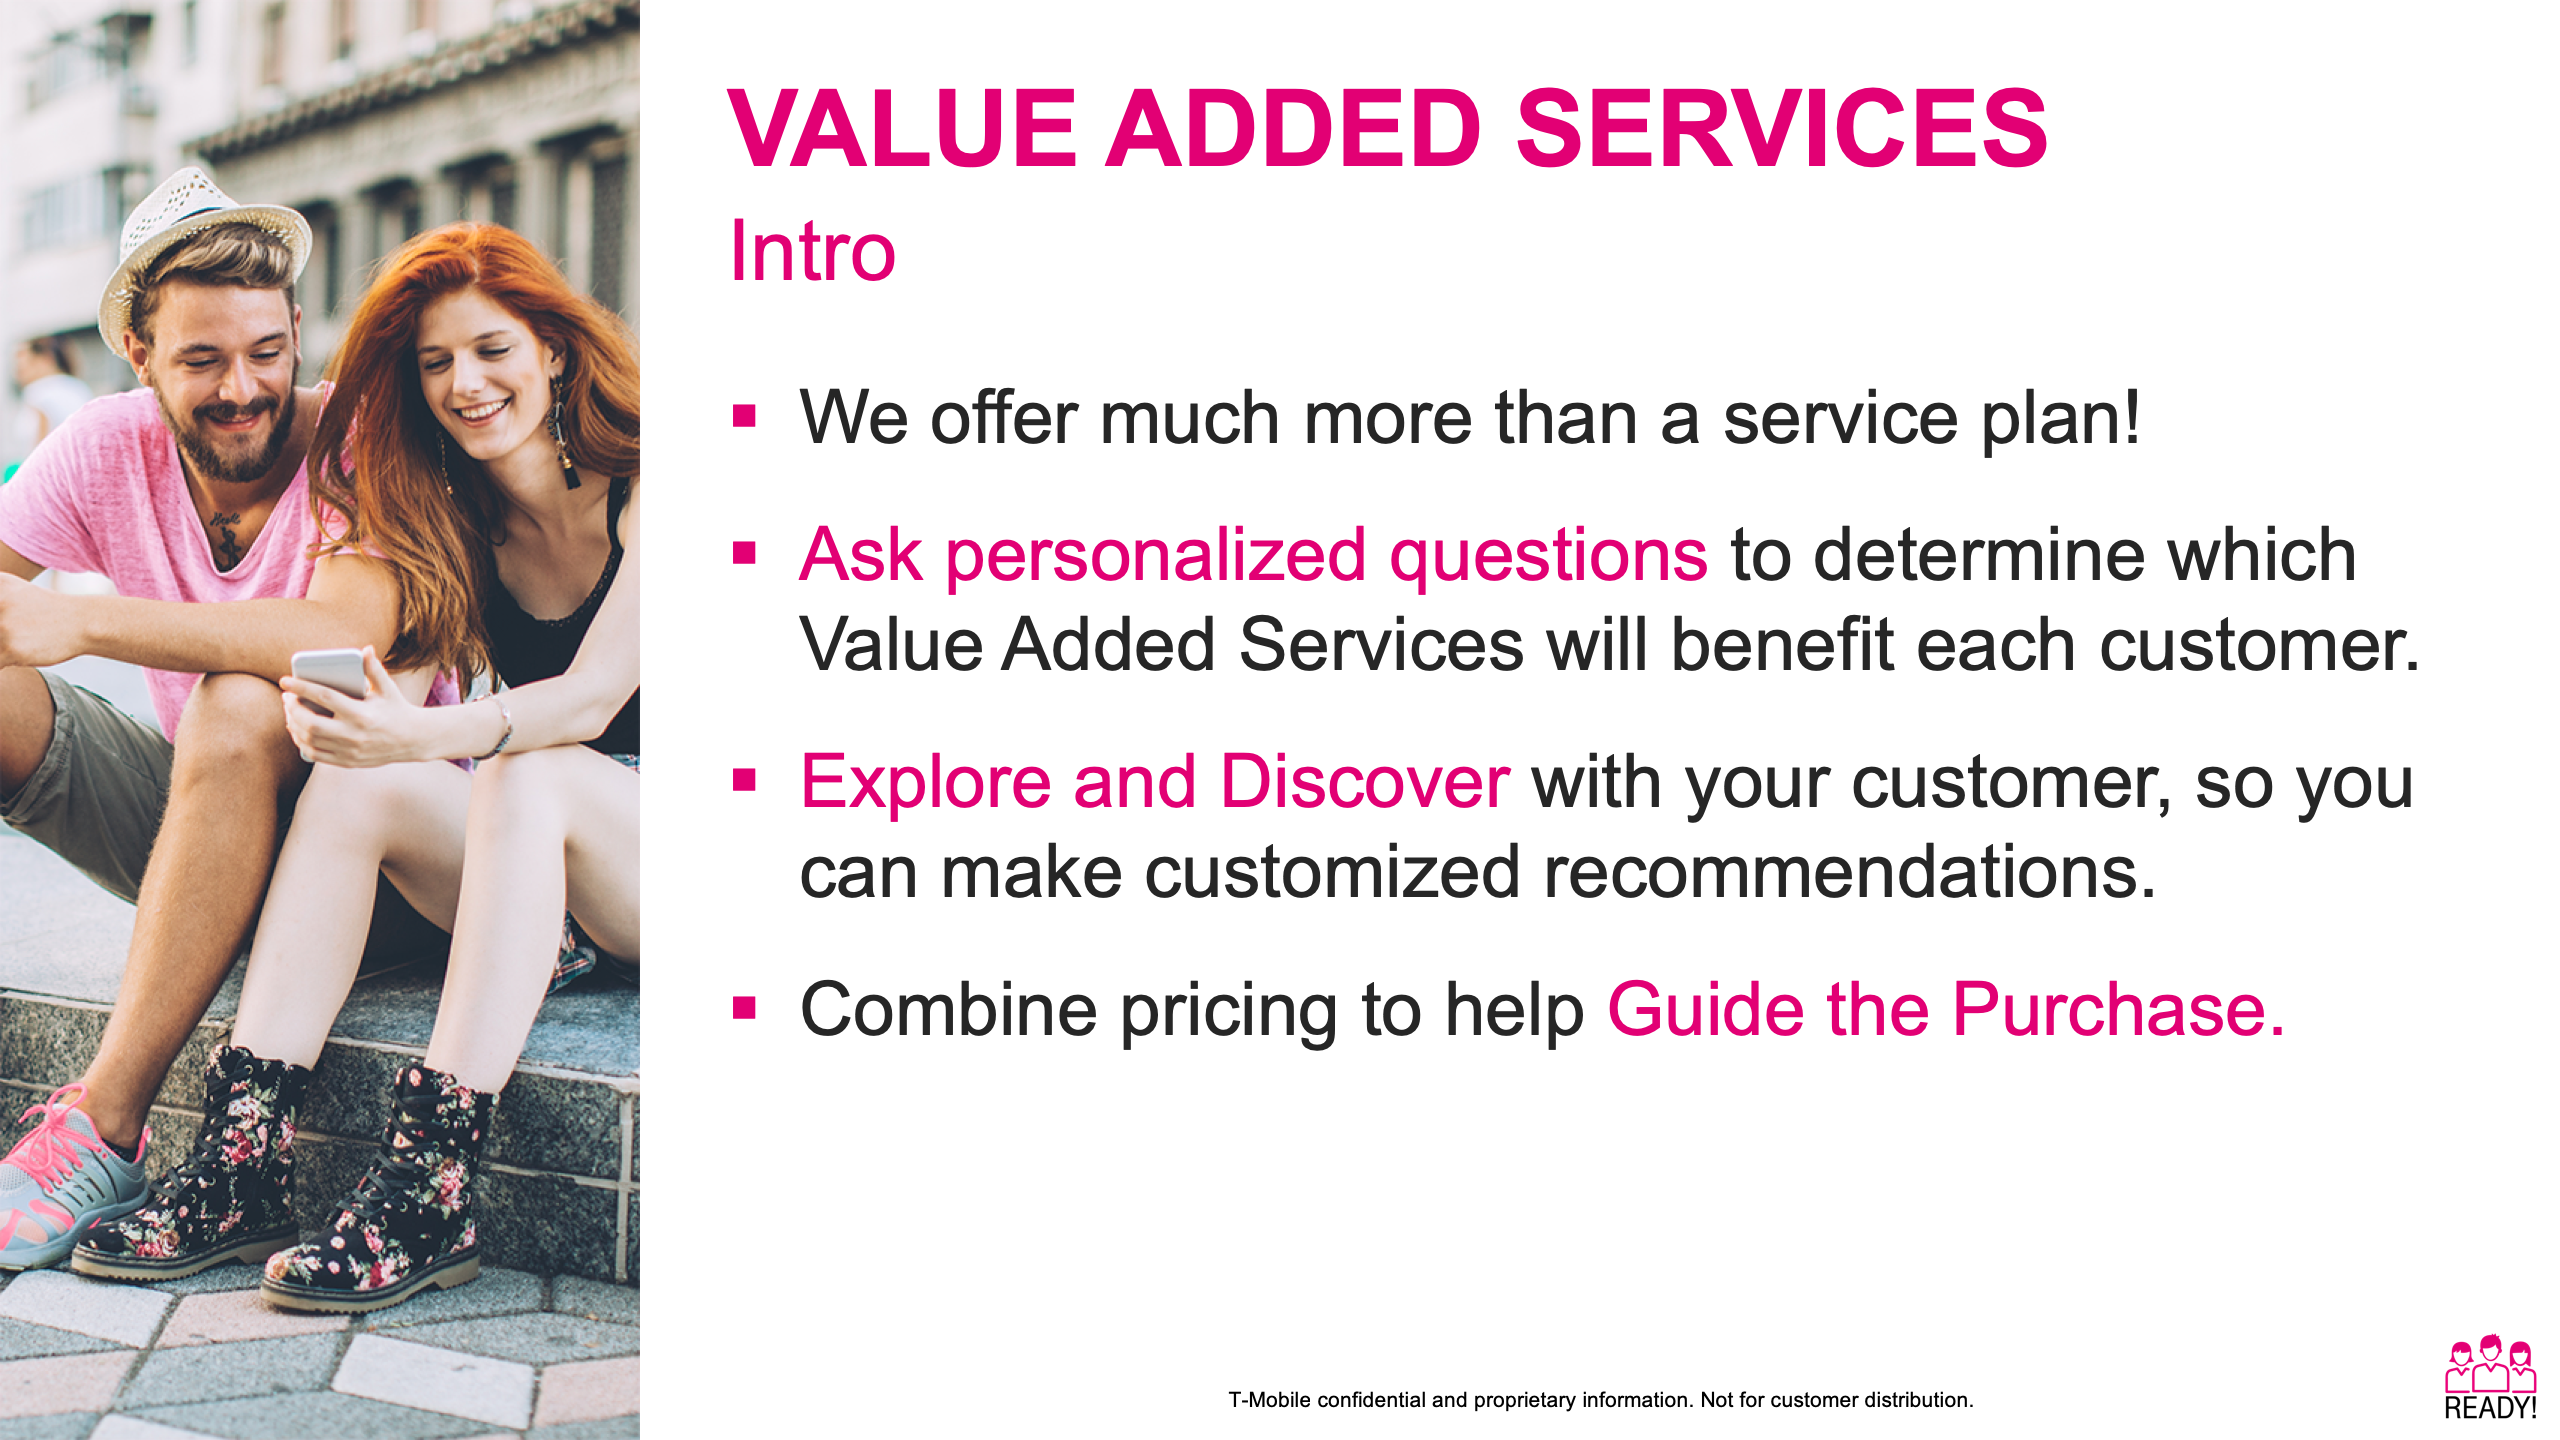 VALUE ADDED SERVICES
Intro
▪ We offer much more than a service plan!
▪ Ask personalized questions to determine which
Value Added Services will benefit each customer.
▪ Explore and Discover with your customer, so you
can make customized recommendations.
▪ Combine pricing to help Guide the Purchase.
T-Mobile confidential and proprietary information. Not for customer distribution.
READY!